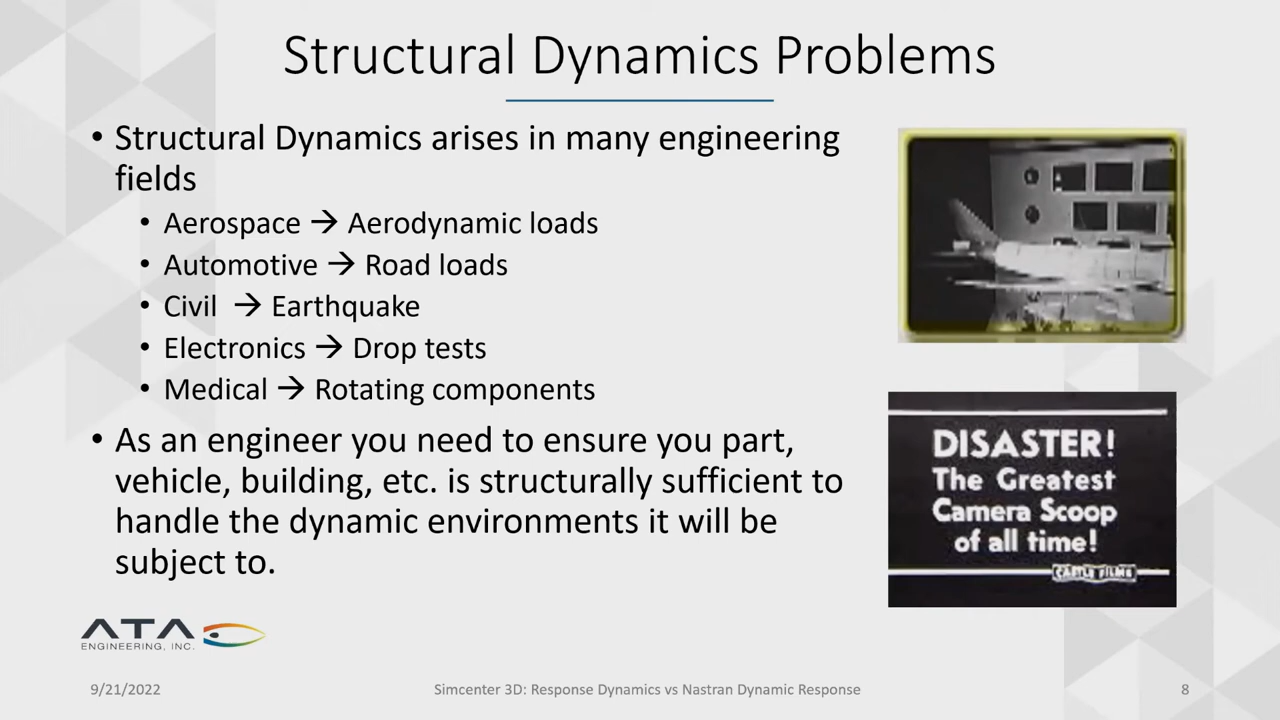 Structural Dynamics Problems
• Structural Dynamics arises in many engineering
fields
• Aerospace → Aerodynamic loads
• Automotive → Road loads
• Civil → Earthquake
• Electronics → Drop tests
• Medical → Rotating components
• As an engineer you need to ensure you part,
vehicle, building, etc. is structurally sufficient to
handle the dynamic environments it will be
subject to.
DISASTER!
The Greatest
Camera Scoop
of all time!
CASTLE FILMS
ATA
ENGINEERING, INC.
9/21/2022
Simcenter 3D: Response Dynamics vs Nastran Dynamic Response
8